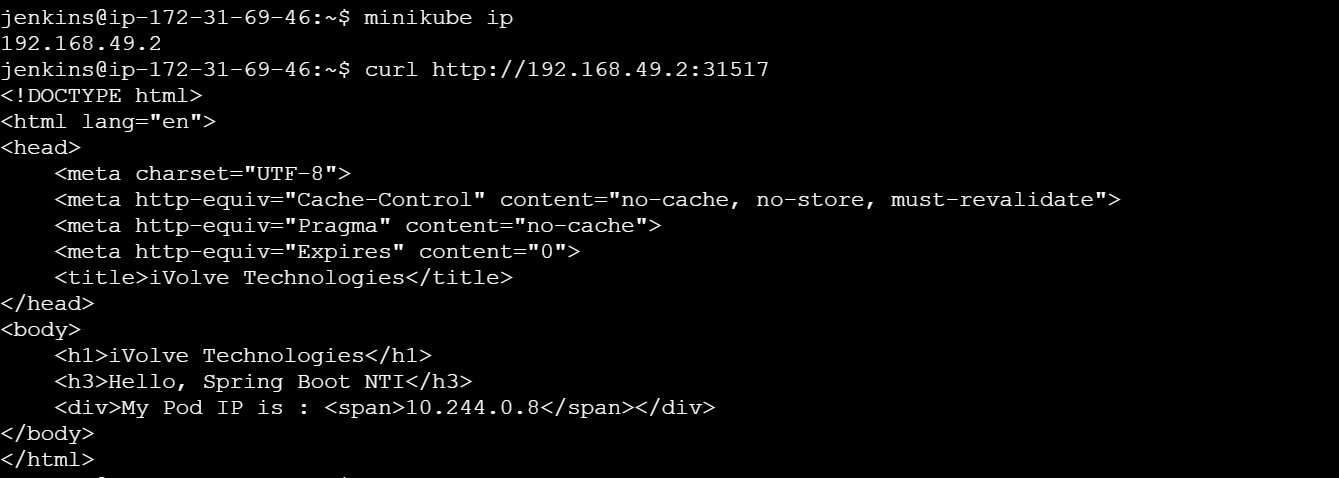 jenkins@ip-172-31-69-46:~$ minikube ip
192.168.49.2
jenkins@ip-172-31-69-46:~$ curl http://192.168.49.2:31517
<!DOCTYPE html>
<html lang="en">
<head>
    <meta charset="UTF-8">
    <meta http-equiv="Cache-Control" content="no-cache, no-store, must-revalidate">
    <meta http-equiv="Pragma" content="no-cache">
    <meta http-equiv="Expires" content="0">
    <title>iVolve Technologies</title>
</head>
<body>
    <h1>iVolve Technologies</h1>
    <h3>Hello, Spring Boot NTI</h3>
    <div>My Pod IP is : <span>10.244.0.8</span></div>
</body>
</html>